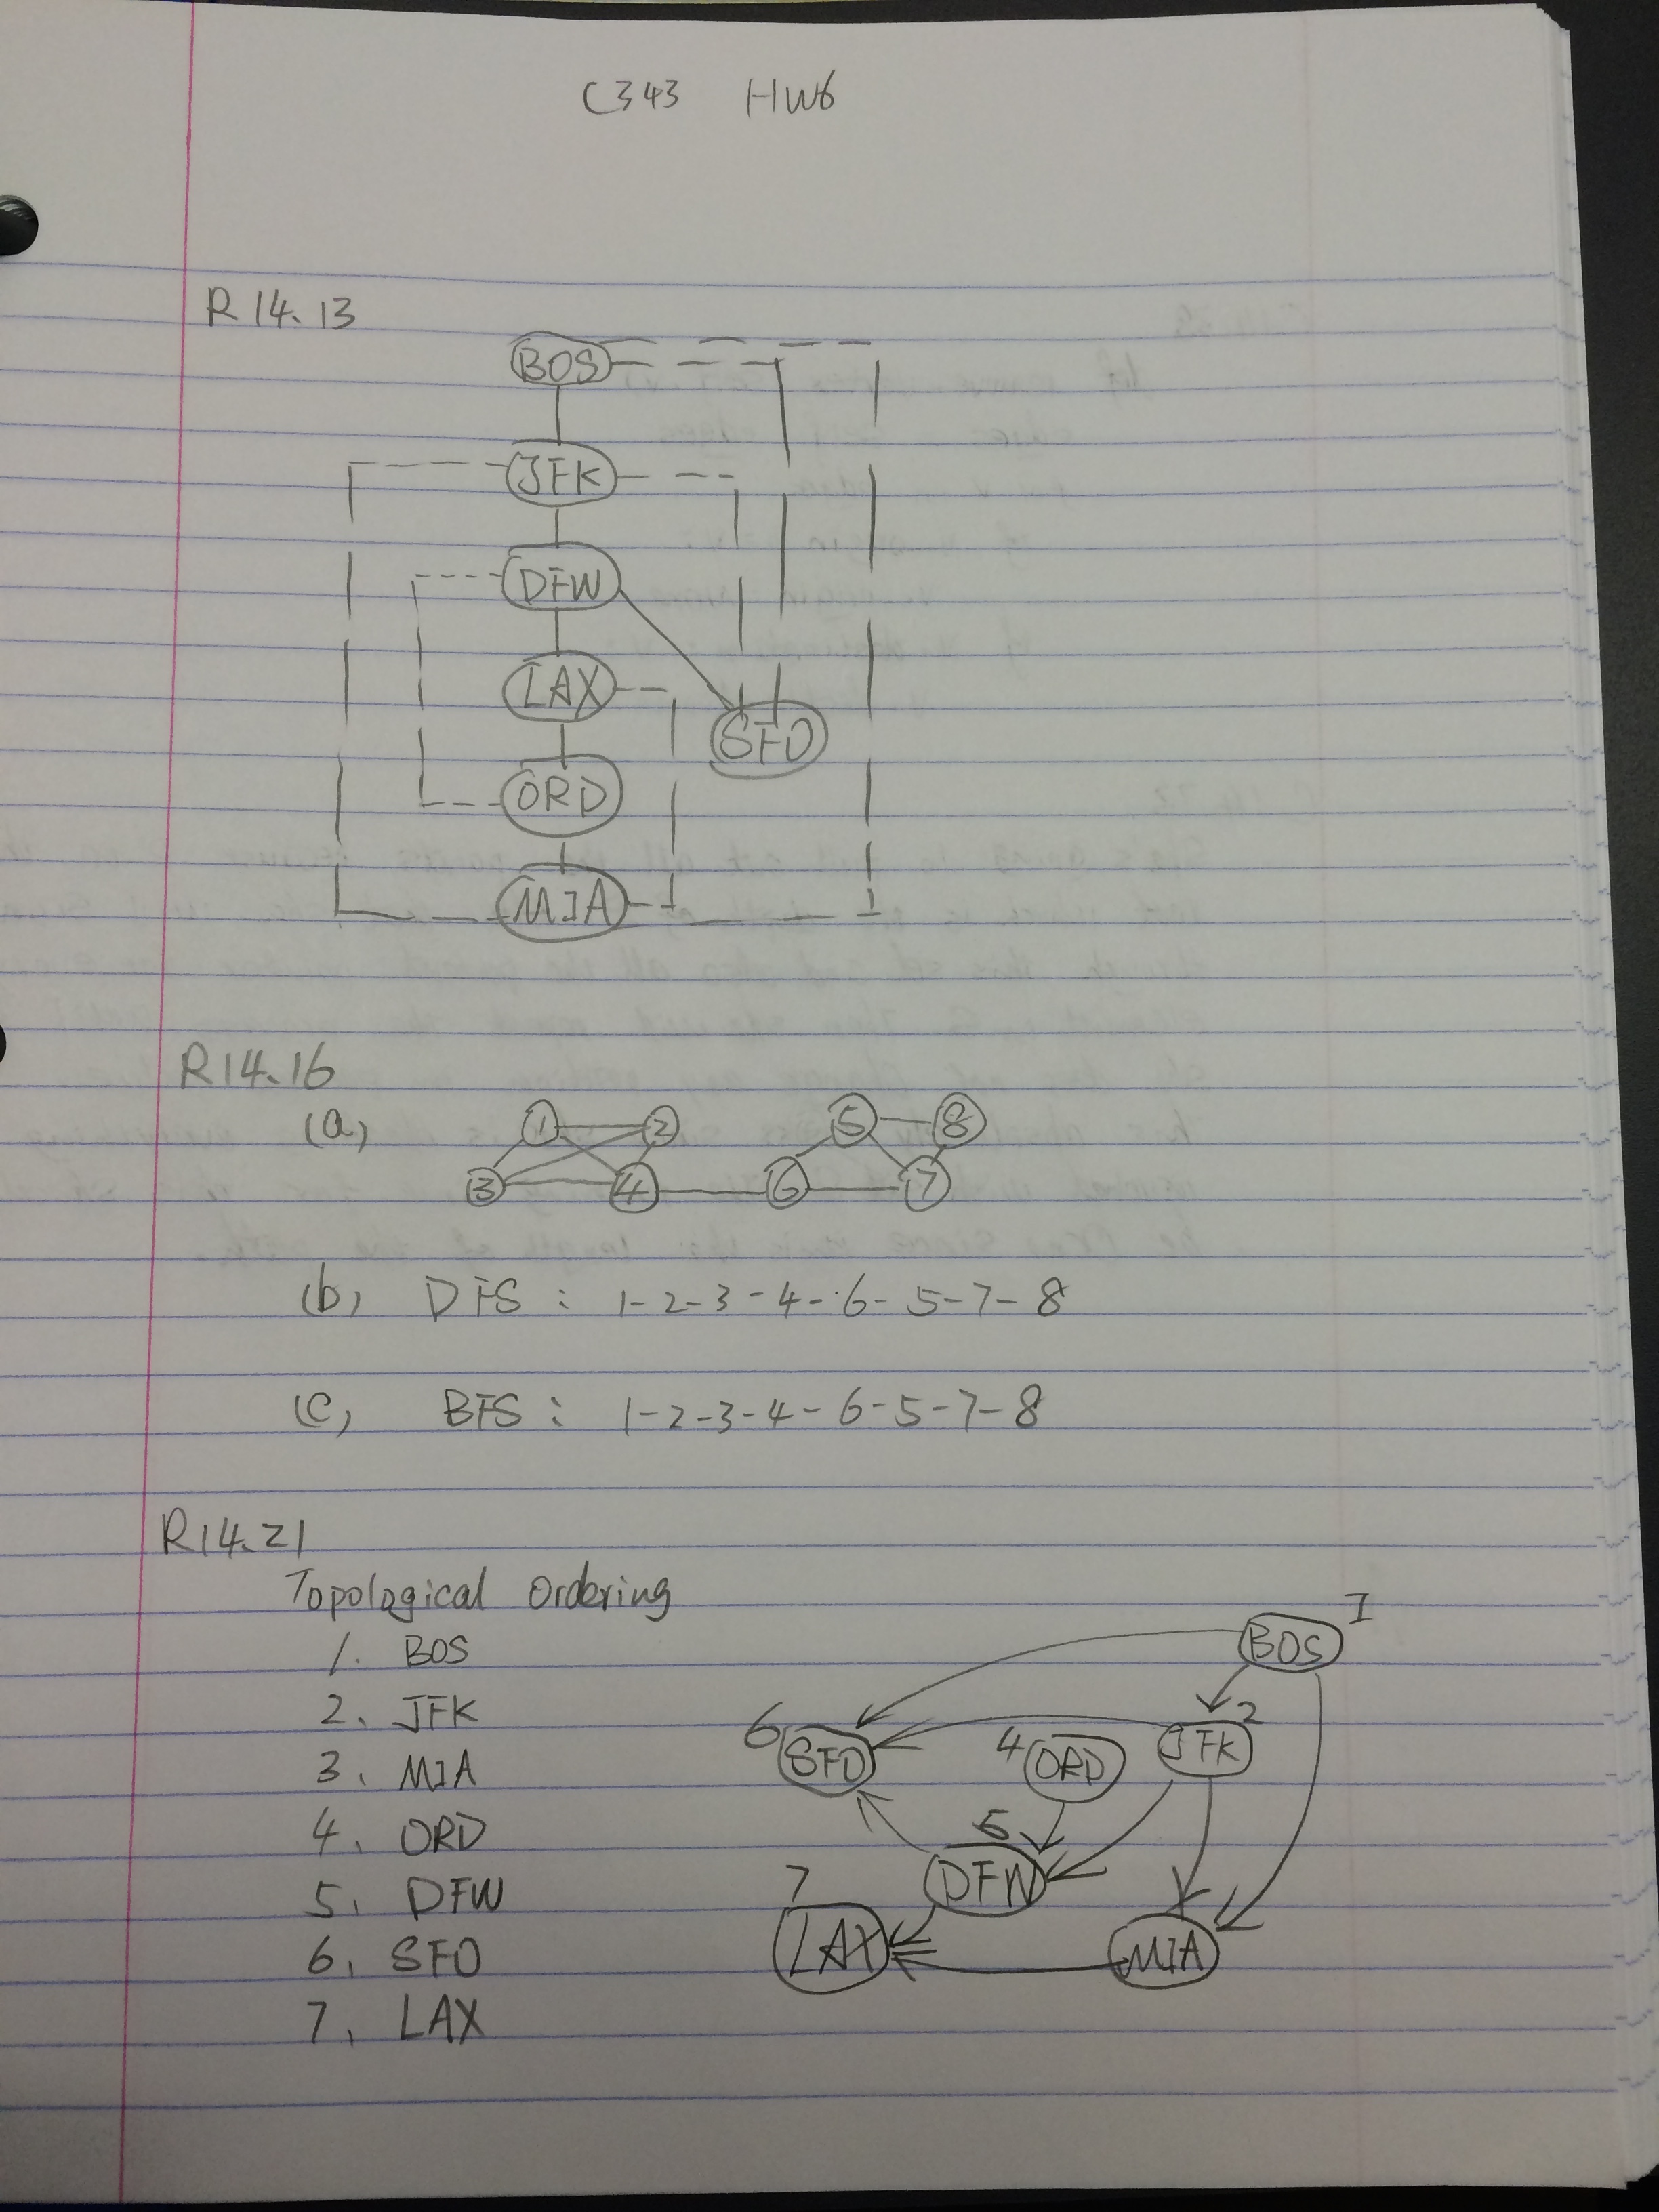 C343 HW6
R14.13
BOS
JFK
DFW
LAX
SFO
ORD
MIA
R14.16
(a) 1 2 5 8
3 4 6 7
(b) DFS : 1-2-3-4-6-5-7-8
(c) BFS : 1-2-3-4-6-5-7-8
R14.21
Topological Ordering
1. BOS
2. JFK
3. MIA
4. ORD
5. DFW
6. SFO
7. LAX
BOS 1
6 SFO 4 ORD JFK 2
5 DFW
7 LAX MIA